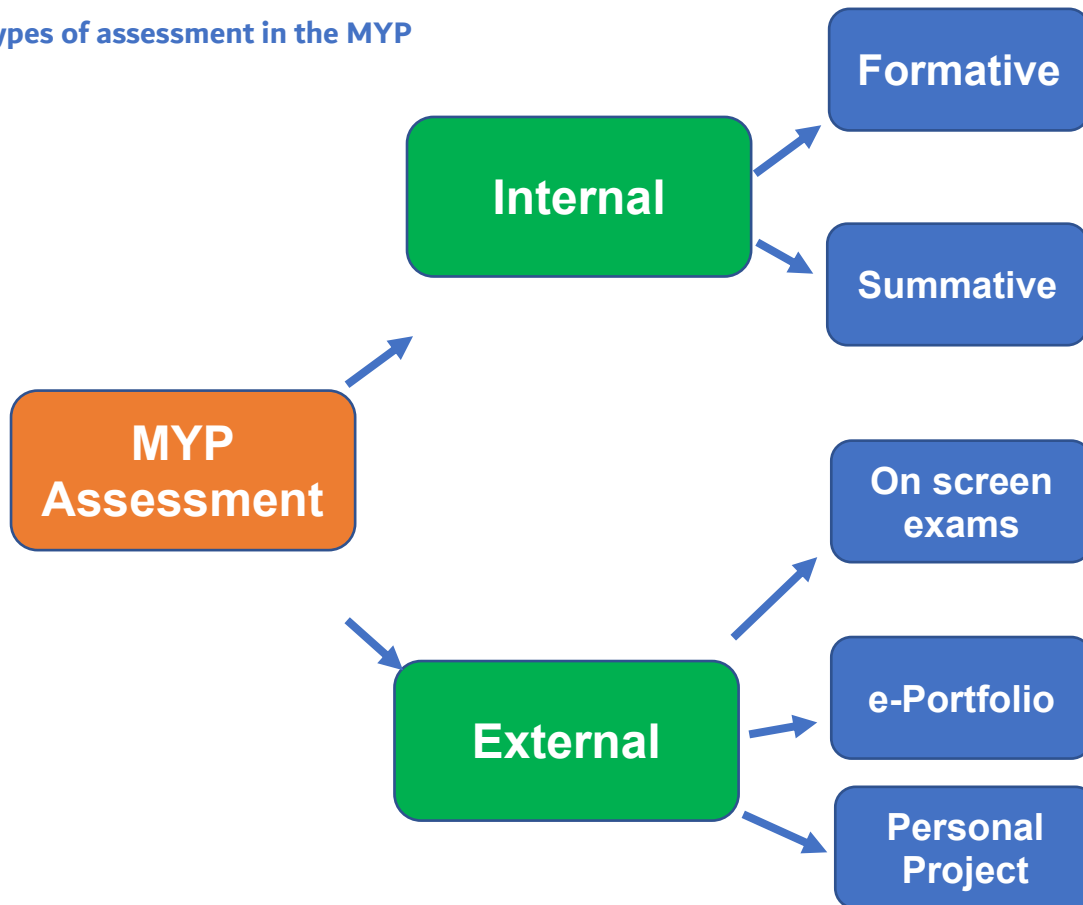 ypes of assessment in the MYP
Formative
Internal
Summative
MYP
Assessment
On screen
exams
e-Portfolio
External
Personal
Project